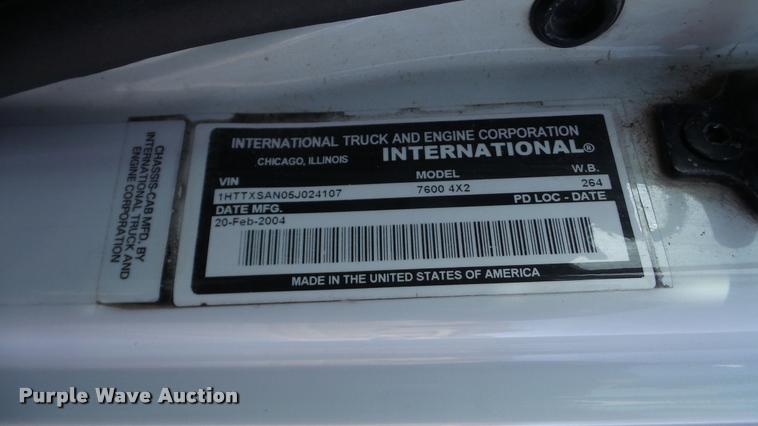 CHASSIS-CAB MFD. BY
INTERNATIONAL TRUCK AND
ENGINE CORPORATION
INTERNATIONAL TRUCK AND ENGINE CORPORATION
CHICAGO, ILLINOIS INTERNATIONAL®
VIN MODEL W.B.
1HTTXSAN05J024107 7600 4X2 264
DATE MFG. PD LOC - DATE
20-Feb-2004
MADE IN THE UNITED STATES OF AMERICA
Purple Wave Auction